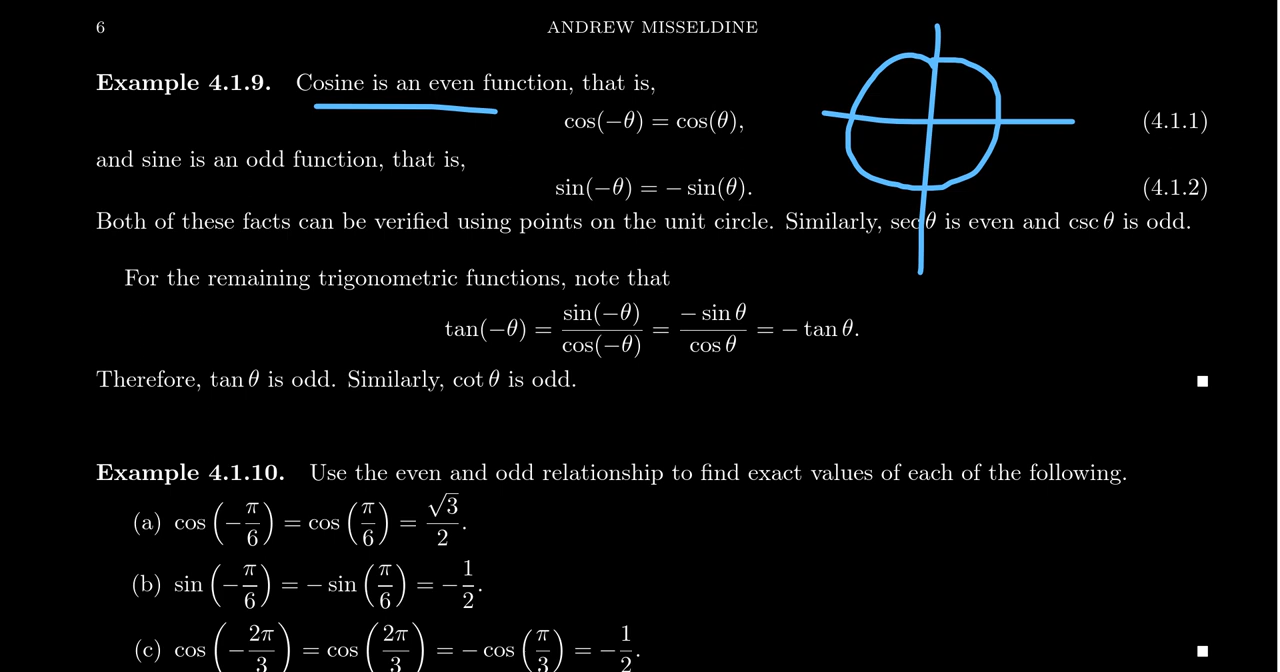 6 ANDREW MISSELDINE
Example 4.1.9. Cosine is an even function, that is,
cos(−θ) = cos(θ), (4.1.1)
and sine is an odd function, that is,
sin(−θ) = − sin(θ). (4.1.2)
Both of these facts can be verified using points on the unit circle. Similarly, sec θ is even and csc θ is odd.
For the remaining trigonometric functions, note that
tan(−θ) = sin(−θ)/cos(−θ) = − sin θ/cos θ = − tan θ.
Therefore, tan θ is odd. Similarly, cot θ is odd. ■
Example 4.1.10. Use the even and odd relationship to find exact values of each of the following.
(a) cos (−π/6) = cos (π/6) = √3/2.
(b) sin (−π/6) = − sin (π/6) = −1/2.
(c) cos (−2π/3) = cos (2π/3) = − cos (π/3) = −1/2. ■